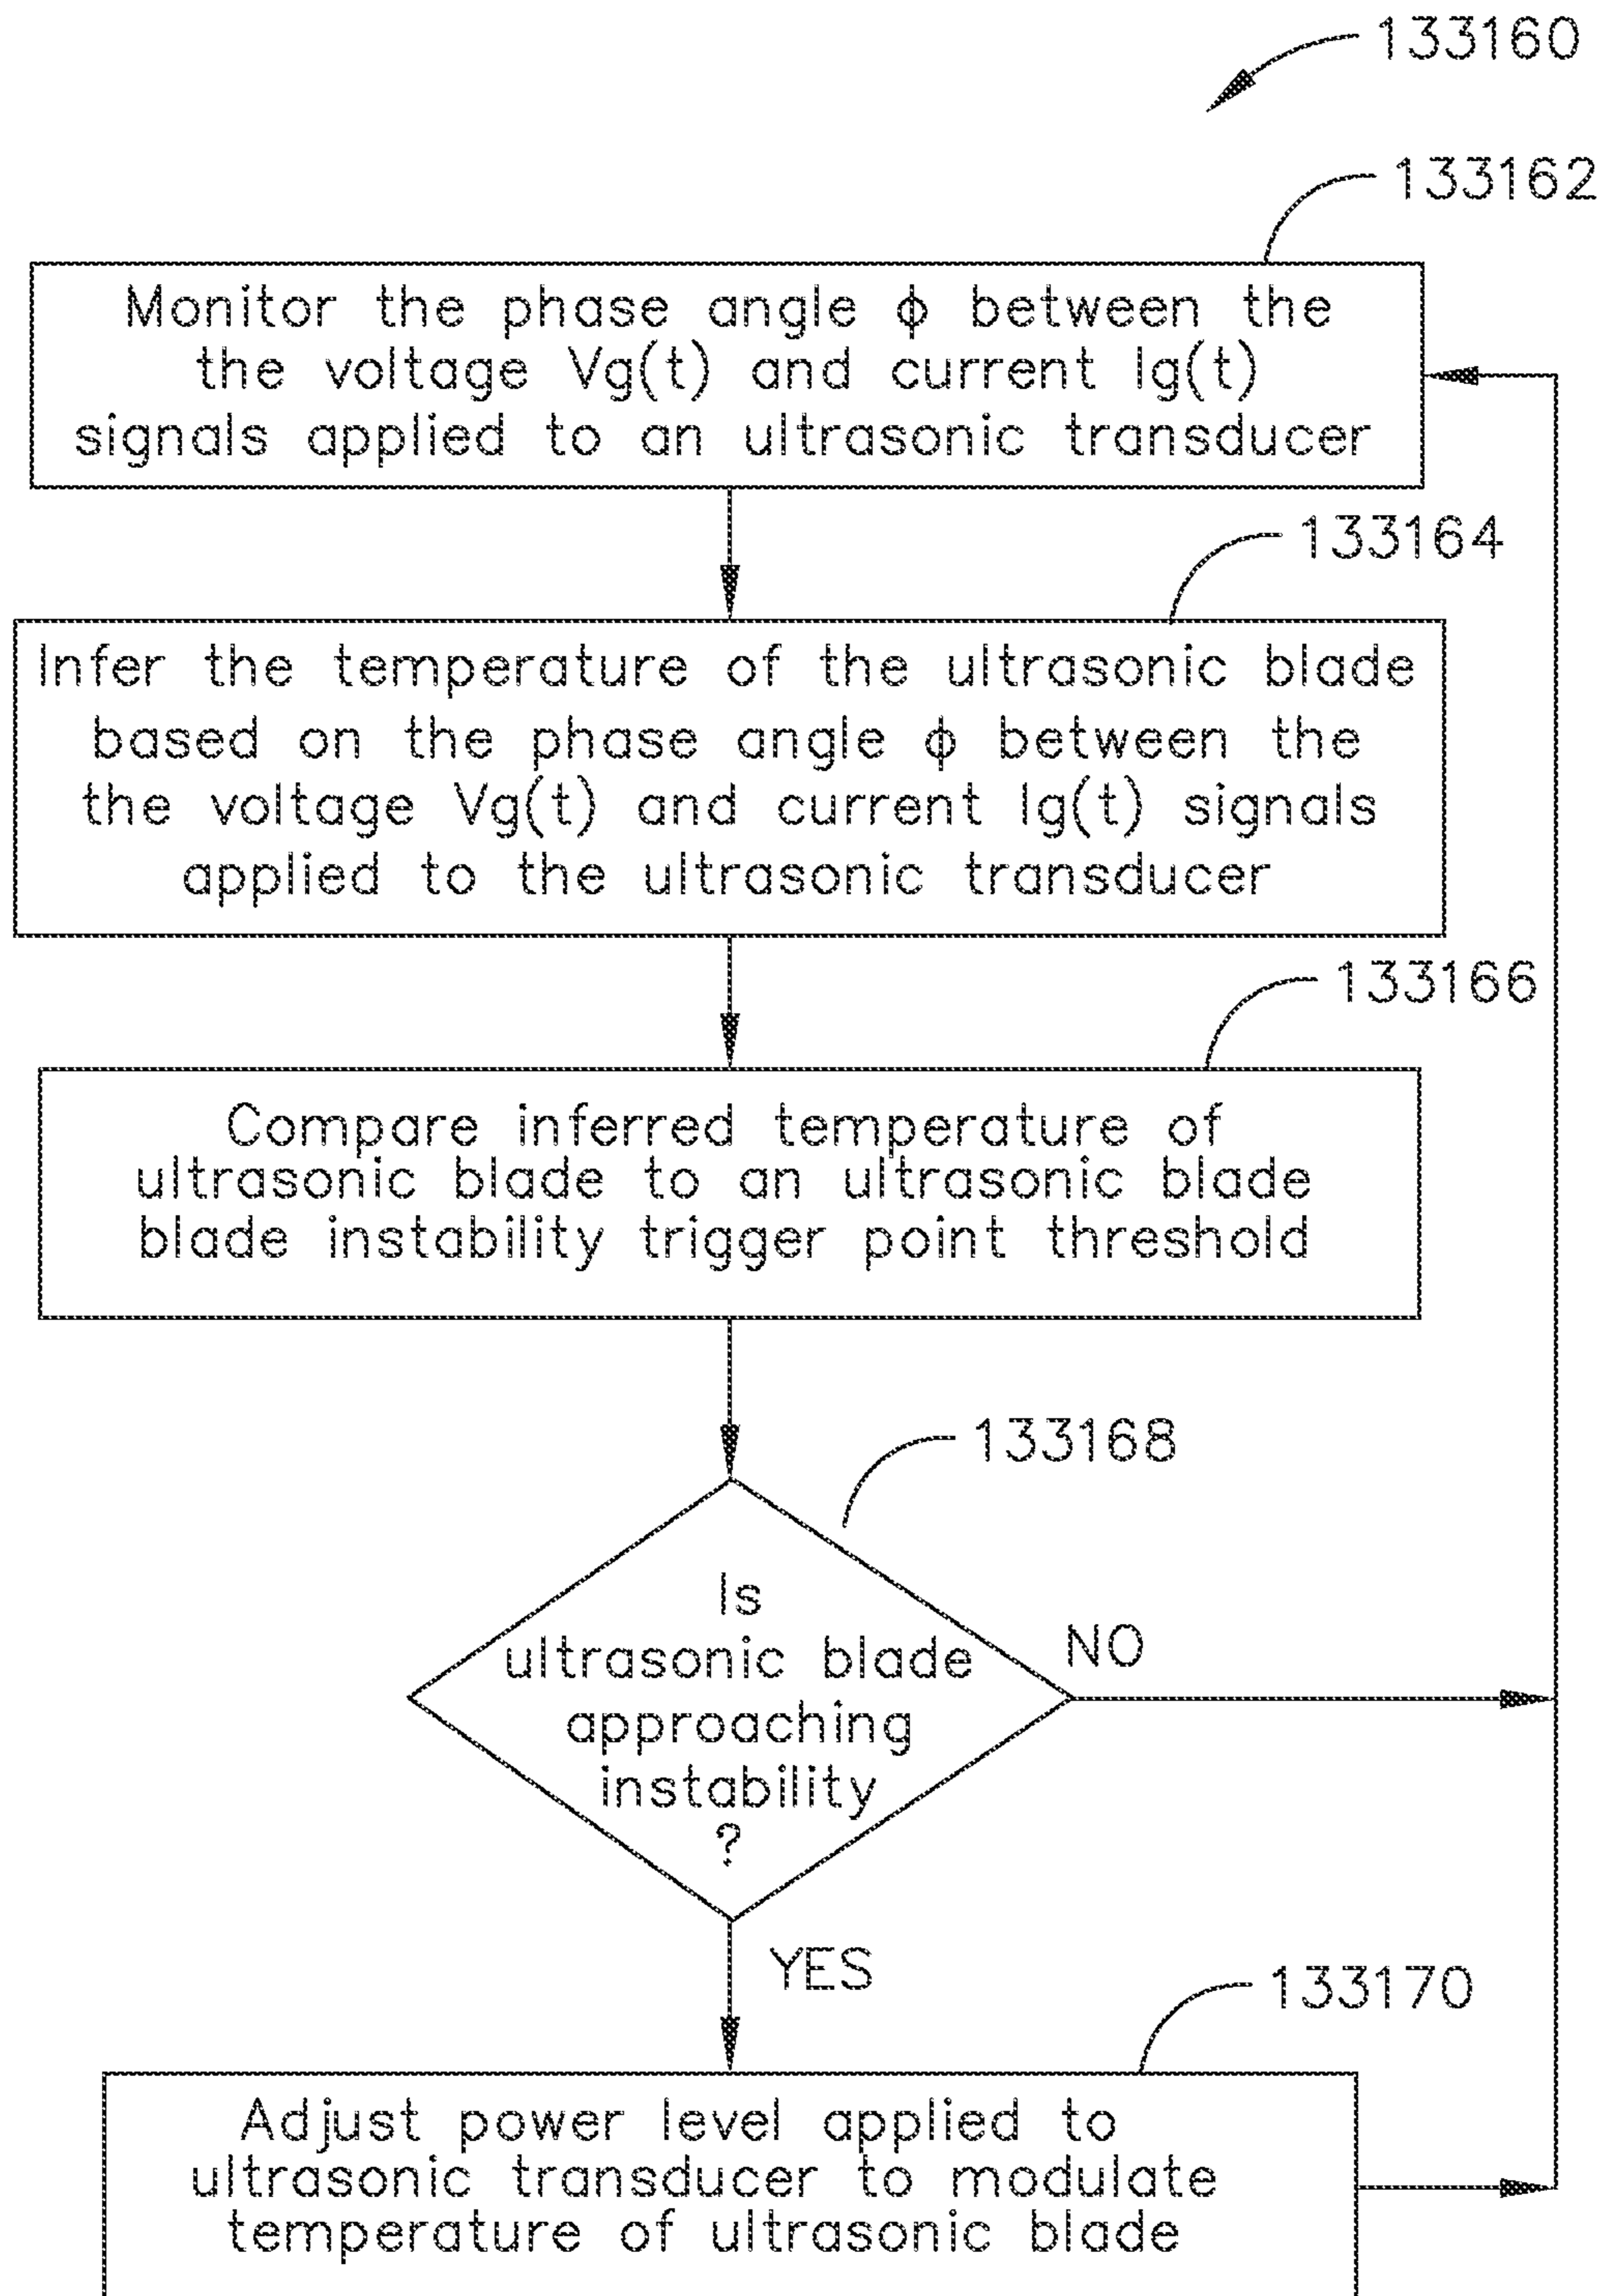 133160
133162
Monitor the phase angle ϕ between the
the voltage Vg(t) and current Ig(t)
signals applied to an ultrasonic transducer
133164
Infer the temperature of the ultrasonic blade
based on the phase angle ϕ between the
the voltage Vg(t) and current Ig(t) signals
applied to the ultrasonic transducer
133166
Compare inferred temperature of
ultrasonic blade to an ultrasonic blade
blade instability trigger point threshold
133168
Is
ultrasonic blade
approaching
instability
?
NO
YES
133170
Adjust power level applied to
ultrasonic transducer to modulate
temperature of ultrasonic blade